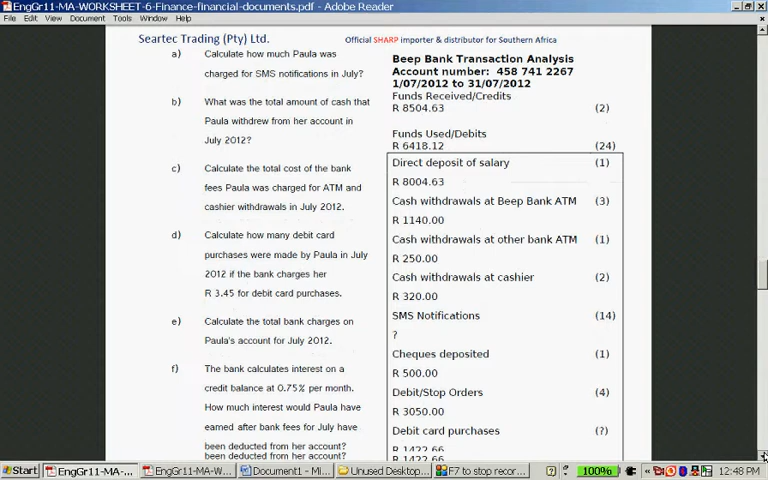 EngGr11-MA-WORKSHEET-6-Finance-financial-documents.pdf - Adobe Reader
File Edit View Document Tools Window Help
Seartec Trading (Pty) Ltd. Official SHARP importer & distributor for Southern Africa
a) Calculate how much Paula was
charged for SMS notifications in July?
b) What was the total amount of cash that
Paula withdrew from her account in
July 2012?
c) Calculate the total cost of the bank
fees Paula was charged for ATM and
cashier withdrawals in July 2012.
d) Calculate how many debit card
purchases were made by Paula in July
2012 if the bank charges her
R 3.45 for debit card purchases.
e) Calculate the total bank charges on
Paula's account for July 2012.
f) The bank calculates interest on a
credit balance at 0.75% per month.
How much interest would Paula have
earned after bank fees for July have
been deducted from her account?
been deducted from her account?
Beep Bank Transaction Analysis
Account number: 458 741 2267
1/07/2012 to 31/07/2012
Funds Received/Credits
R 8504.63 (2)
Funds Used/Debits
R 6418.12 (24)
Direct deposit of salary (1)
R 8004.63
Cash withdrawals at Beep Bank ATM (3)
R 1140.00
Cash withdrawals at other bank ATM (1)
R 250.00
Cash withdrawals at cashier (2)
R 320.00
SMS Notifications (14)
?
Cheques deposited (1)
R 500.00
Debit/Stop Orders (4)
R 3050.00
Debit card purchases (?)
R 1422.66
R 1422.66
Start EngGr11-MA-... EngGr11-MA-W... Document1 - Mi... Unused Desktop... F7 to stop recor... 100% 12:48 PM